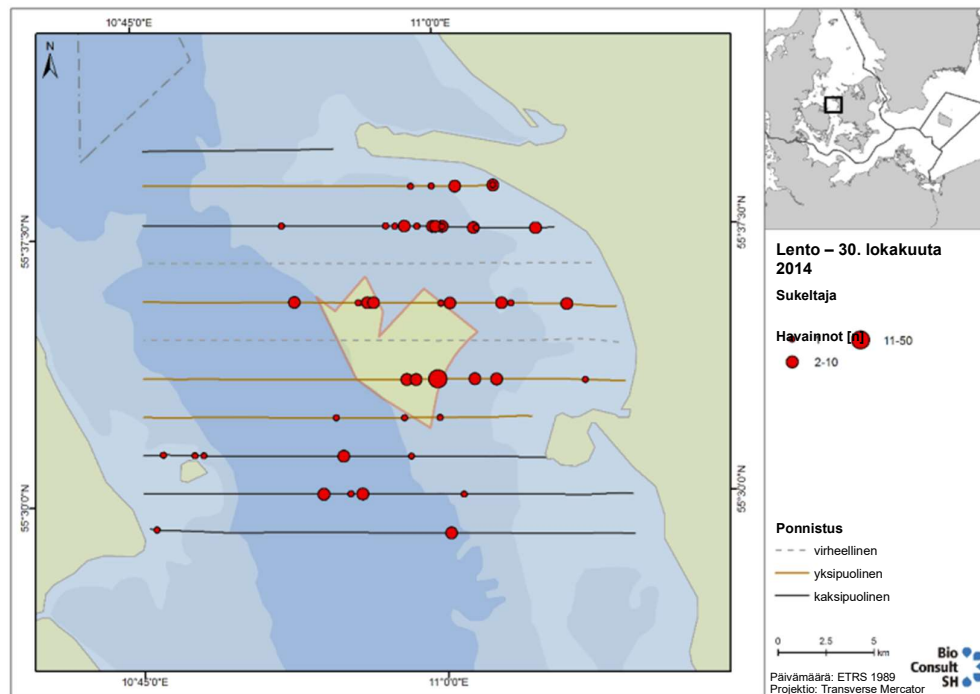 10°45'0"E 11°0'0"E
N
55°37'30"N
55°37'30"N
55°30'0"N
55°30'0"N
10°45'0"E 11°0'0"E
Lento – 30. lokakuuta
2014
Sukeltaja
Havainnot [n]
11-50
2-10
Ponnistus
virheellinen
yksipuolinen
kaksipuolinen
0 2.5 5
km
Päivämäärä: ETRS 1989
Projektio: Transverse Mercator
Bio
Consult
SH